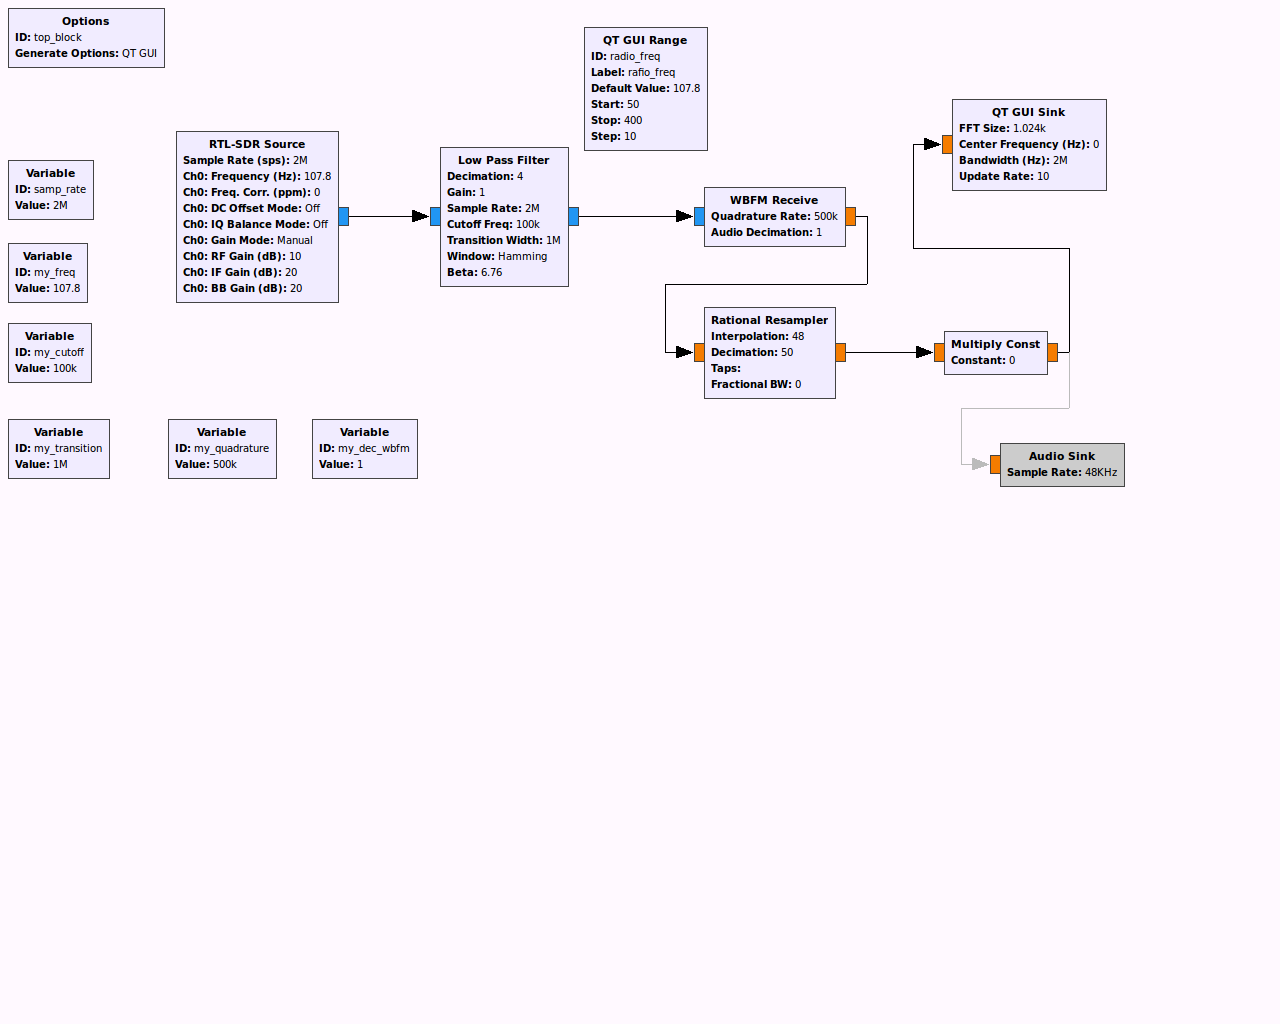 Options
ID: top_block
Generate Options: QT GUI
QT GUI Range
ID: radio_freq
Label: rafio_freq
Default Value: 107.8
Start: 50
Stop: 400
Step: 10
QT GUI Sink
FFT Size: 1.024k
Center Frequency (Hz): 0
Bandwidth (Hz): 2M
Update Rate: 10
RTL-SDR Source
Sample Rate (sps): 2M
Ch0: Frequency (Hz): 107.8
Ch0: Freq. Corr. (ppm): 0
Ch0: DC Offset Mode: Off
Ch0: IQ Balance Mode: Off
Ch0: Gain Mode: Manual
Ch0: RF Gain (dB): 10
Ch0: IF Gain (dB): 20
Ch0: BB Gain (dB): 20
Low Pass Filter
Decimation: 4
Gain: 1
Sample Rate: 2M
Cutoff Freq: 100k
Transition Width: 1M
Window: Hamming
Beta: 6.76
Variable
ID: samp_rate
Value: 2M
WBFM Receive
Quadrature Rate: 500k
Audio Decimation: 1
Variable
ID: my_freq
Value: 107.8
Rational Resampler
Interpolation: 48
Decimation: 50
Taps:
Fractional BW: 0
Variable
ID: my_cutoff
Value: 100k
Multiply Const
Constant: 0
Variable
ID: my_transition
Value: 1M
Variable
ID: my_quadrature
Value: 500k
Variable
ID: my_dec_wbfm
Value: 1
Audio Sink
Sample Rate: 48KHz